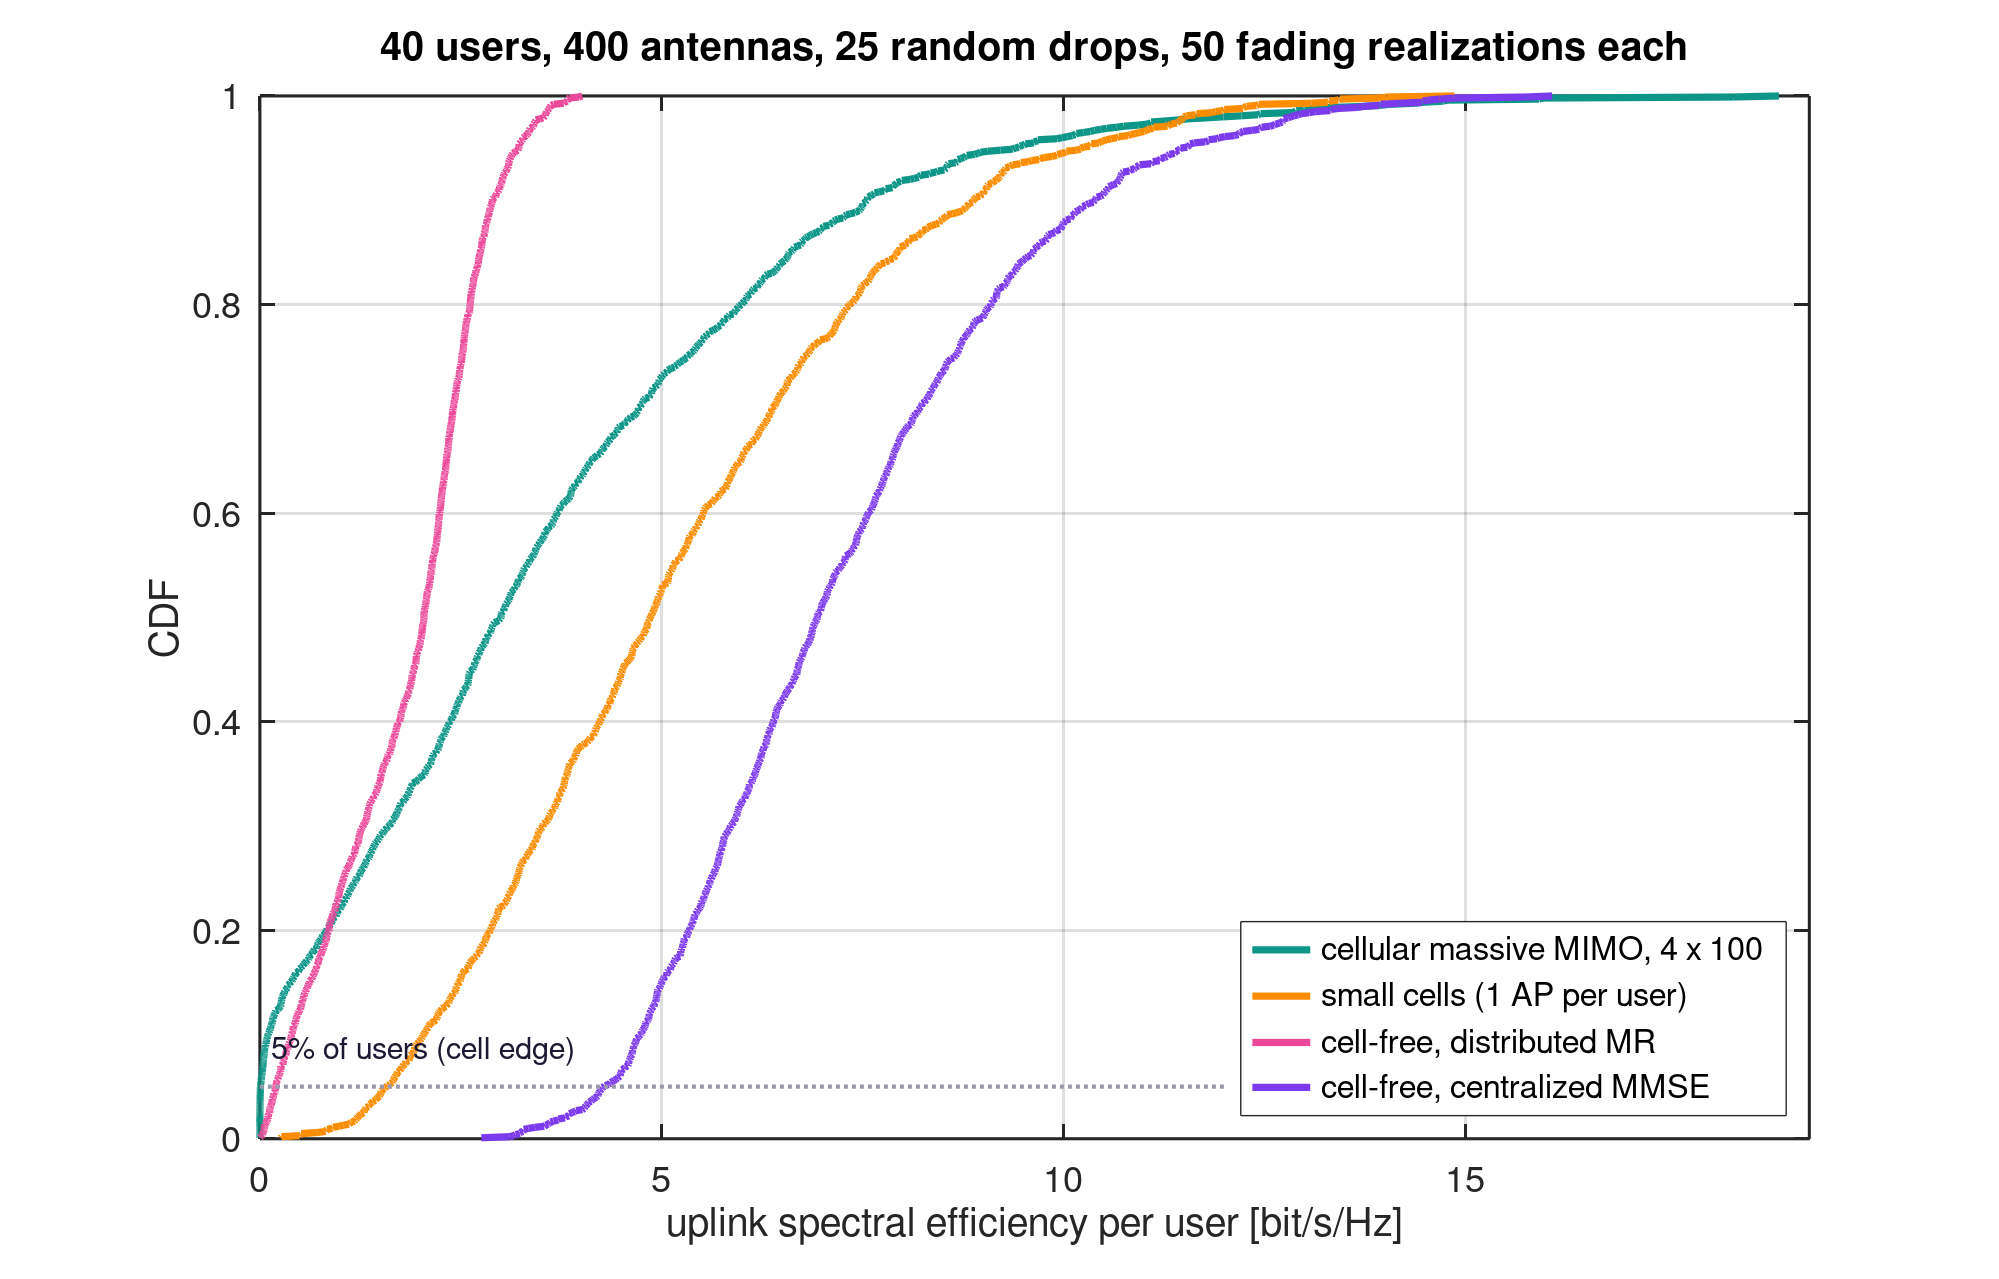 40 users, 400 antennas, 25 random drops, 50 fading realizations each
1
0.8
0.6
0.4
0.2
0
CDF
5% of users (cell edge)
cellular massive MIMO, 4 x 100
small cells (1 AP per user)
cell-free, distributed MR
cell-free, centralized MMSE
0 5 10 15
uplink spectral efficiency per user [bit/s/Hz]